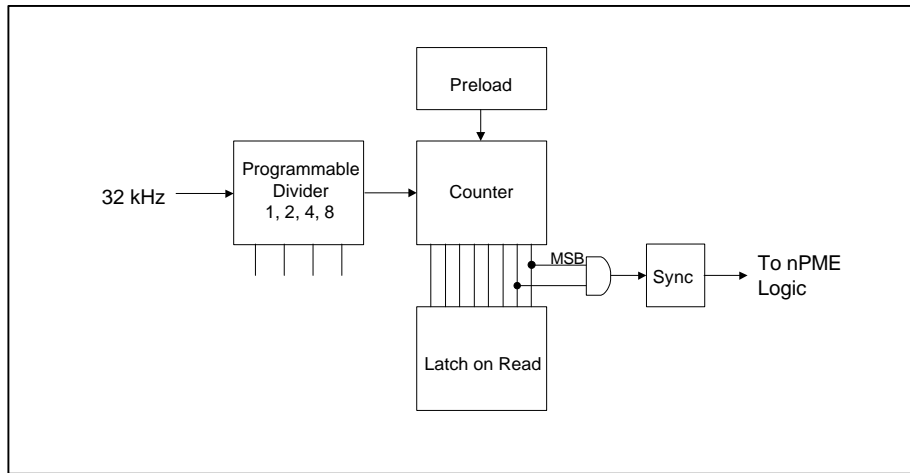 Preload
Programmable
Divider
1, 2, 4, 8
32 kHz
Counter
MSB
Sync
To nPME
Logic
Latch on Read